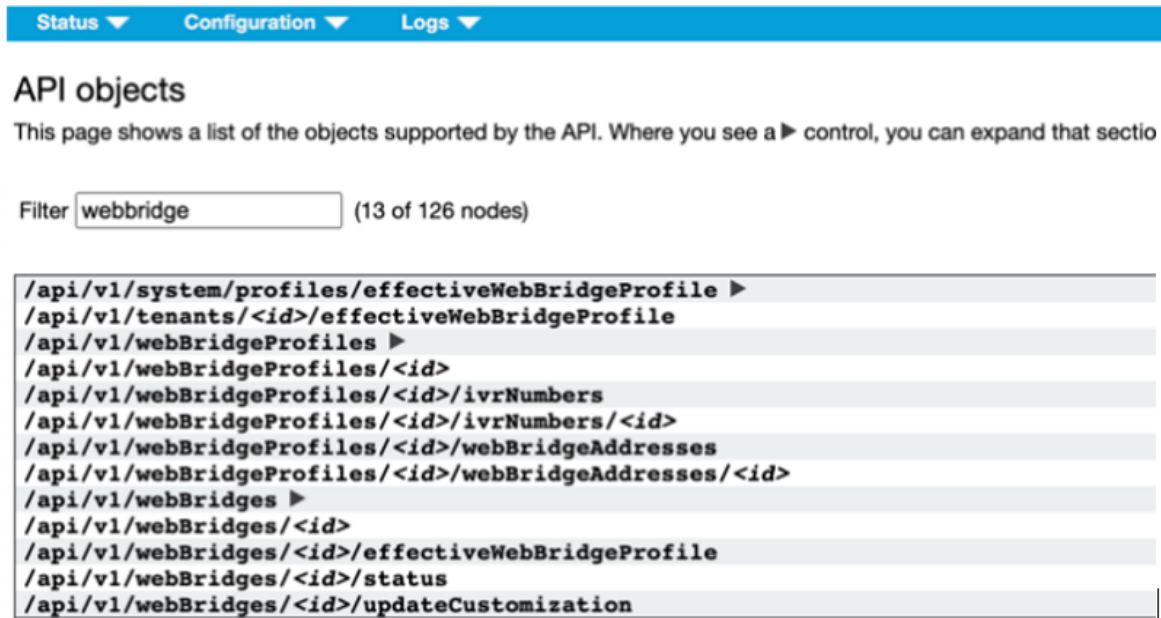 Status ▼ Configuration ▼ Logs ▼
API objects
This page shows a list of the objects supported by the API. Where you see a ▶ control, you can expand that sectio
Filter webbridge (13 of 126 nodes)
/api/v1/system/profiles/effectiveWebBridgeProfile ▶
/api/v1/tenants/<id>/effectiveWebBridgeProfile
/api/v1/webBridgeProfiles ▶
/api/v1/webBridgeProfiles/<id>
/api/v1/webBridgeProfiles/<id>/ivrNumbers
/api/v1/webBridgeProfiles/<id>/ivrNumbers/<id>
/api/v1/webBridgeProfiles/<id>/webBridgeAddresses
/api/v1/webBridgeProfiles/<id>/webBridgeAddresses/<id>
/api/v1/webBridges ▶
/api/v1/webBridges/<id>
/api/v1/webBridges/<id>/effectiveWebBridgeProfile
/api/v1/webBridges/<id>/status
/api/v1/webBridges/<id>/updateCustomization